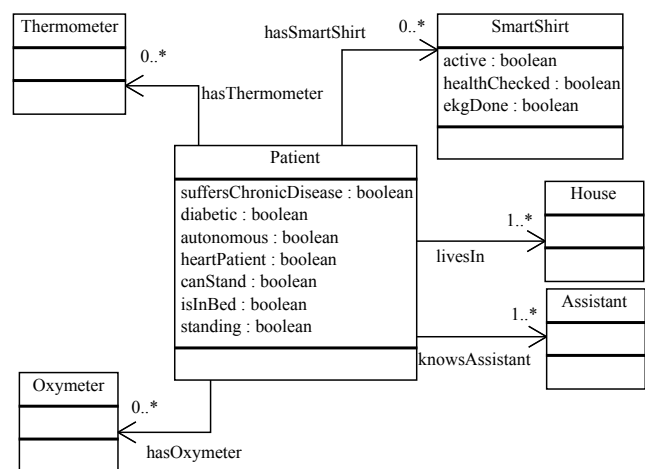 Thermometer
0..*
hasThermometer
hasSmartShirt
0..*
SmartShirt
active : boolean
healthChecked : boolean
ekgDone : boolean
Patient
suffersChronicDisease : boolean
diabetic : boolean
autonomous : boolean
heartPatient : boolean
canStand : boolean
isInBed : boolean
standing : boolean
House
1..*
livesIn
Assistant
1..*
knowsAssistant
Oxymeter
0..*
hasOxymeter